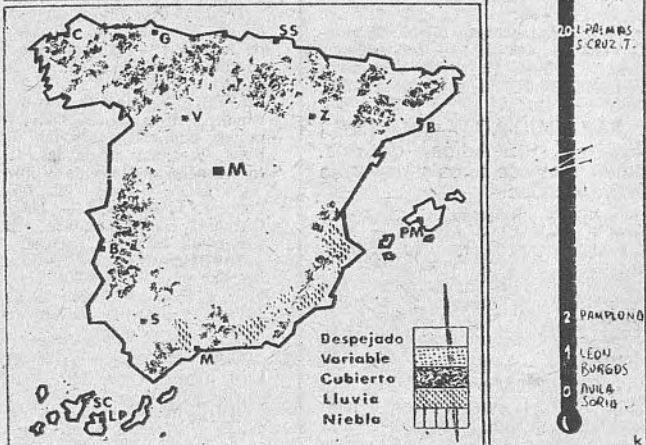 C
G
SS
V
Z
B
M
B
PM
S
M
SC
LP
Despejado
Variable
Cubierto
Lluvia
Niebla
20 L.PALMAS
S.CRUZ.T.
2 PAMPLONA
1 LEON
BURGOS
0 AVILA
SORIA
k